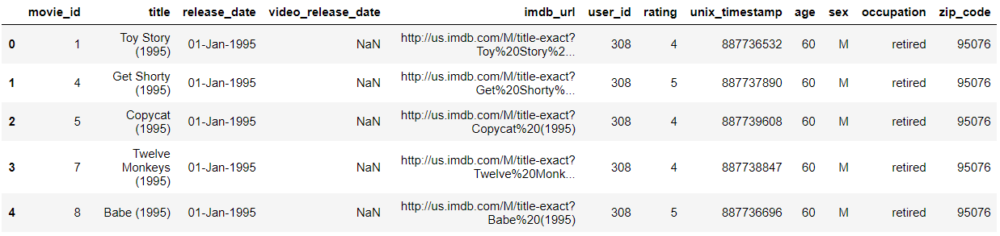 movie_id title release_date video_release_date imdb_url user_id rating unix_timestamp age sex occupation zip_code
0 1 Toy Story (1995) 01-Jan-1995 NaN http://us.imdb.com/M/title-exact?Toy%20Story%2... 308 4 887736532 60 M retired 95076
1 4 Get Shorty (1995) 01-Jan-1995 NaN http://us.imdb.com/M/title-exact?Get%20Shorty%... 308 5 887737890 60 M retired 95076
2 5 Copycat (1995) 01-Jan-1995 NaN http://us.imdb.com/M/title-exact?Copycat%20(1995) 308 4 887739608 60 M retired 95076
3 7 Twelve Monkeys (1995) 01-Jan-1995 NaN http://us.imdb.com/M/title-exact?Twelve%20Monk... 308 4 887738847 60 M retired 95076
4 8 Babe (1995) 01-Jan-1995 NaN http://us.imdb.com/M/title-exact?Babe%20(1995) 308 5 887736696 60 M retired 95076